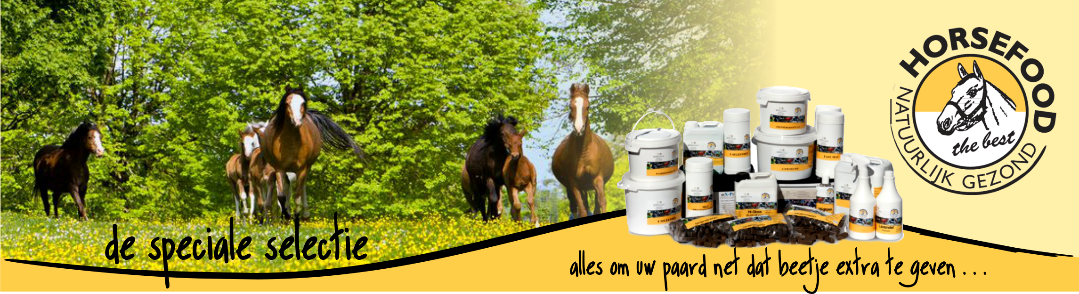 HORSEFOOD
the best
NATUURLIJK GEZOND
de speciale selectie
alles om uw paard net dat beetje extra te geven . . .